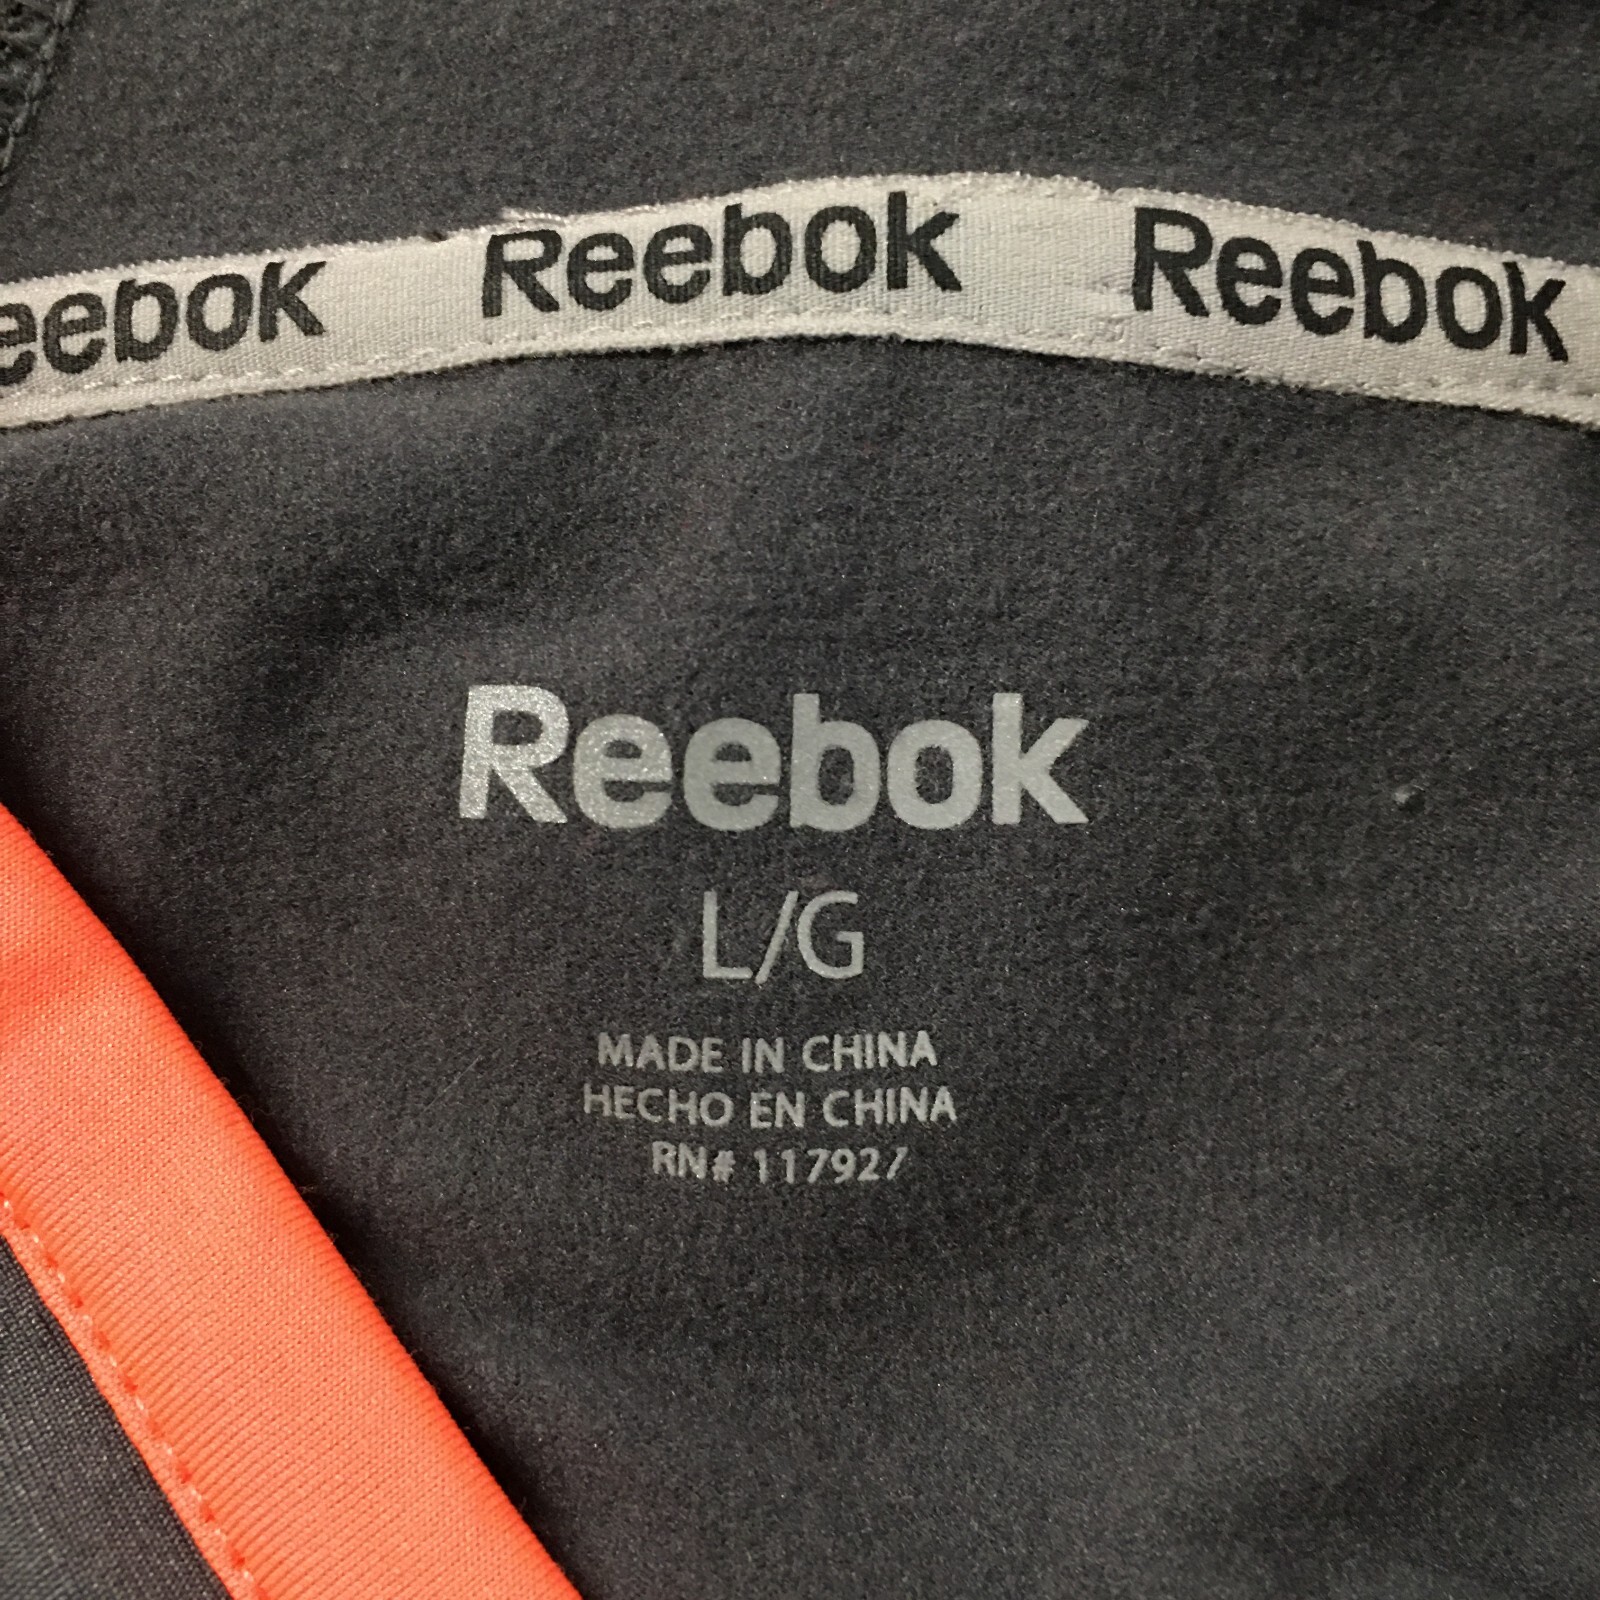 eebok Reebok Reebok
Reebok
L/G
MADE IN CHINA
HECHO EN CHINA
RN# 117927